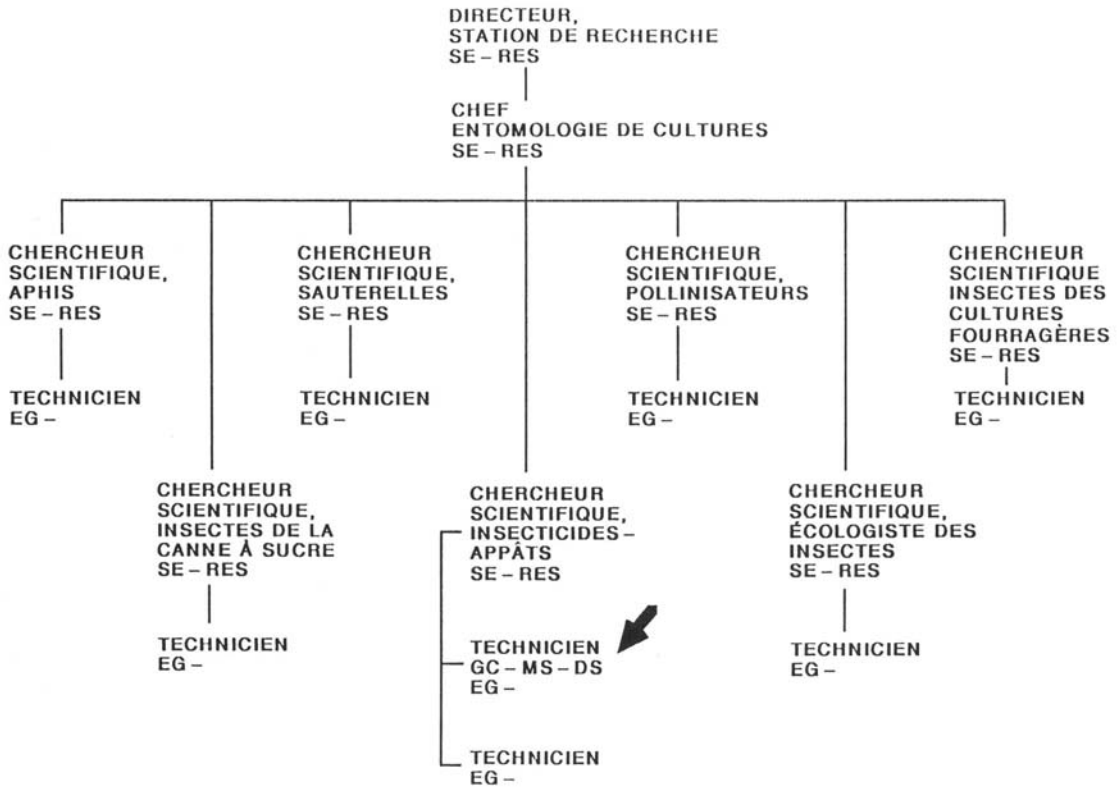 DIRECTEUR,
STATION DE RECHERCHE
SE – RES
CHEF
ENTOMOLOGIE DE CULTURES
SE – RES
CHERCHEUR
SCIENTIFIQUE,
APHIS
SE – RES
TECHNICIEN
EG –
CHERCHEUR
SCIENTIFIQUE,
SAUTERELLES
SE – RES
TECHNICIEN
EG –
CHERCHEUR
SCIENTIFIQUE,
POLLINISATEURS
SE – RES
TECHNICIEN
EG –
CHERCHEUR
SCIENTIFIQUE
INSECTES DES
CULTURES
FOURRAGÈRES
SE – RES
TECHNICIEN
EG –
CHERCHEUR
SCIENTIFIQUE,
INSECTES DE LA
CANNE À SUCRE
SE – RES
TECHNICIEN
EG –
CHERCHEUR
SCIENTIFIQUE,
INSECTICIDES –
APPÂTS
SE – RES
TECHNICIEN
GC – MS – DS
EG –
TECHNICIEN
EG –
CHERCHEUR
SCIENTIFIQUE,
ÉCOLOGISTE DES
INSECTES
SE – RES
TECHNICIEN
EG –